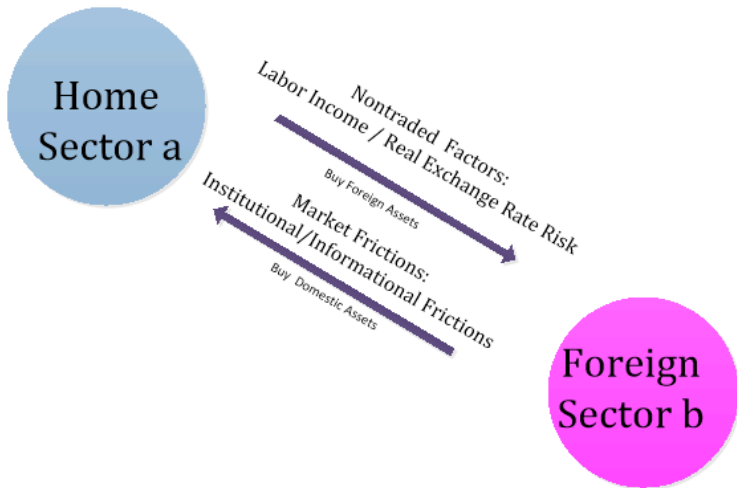 Home
Sector a
Nontraded Factors:
Labor Income / Real Exchange Rate Risk
Buy Foreign Assets
Market Frictions:
Institutional/Informational Frictions
Buy Domestic Assets
Foreign
Sector b